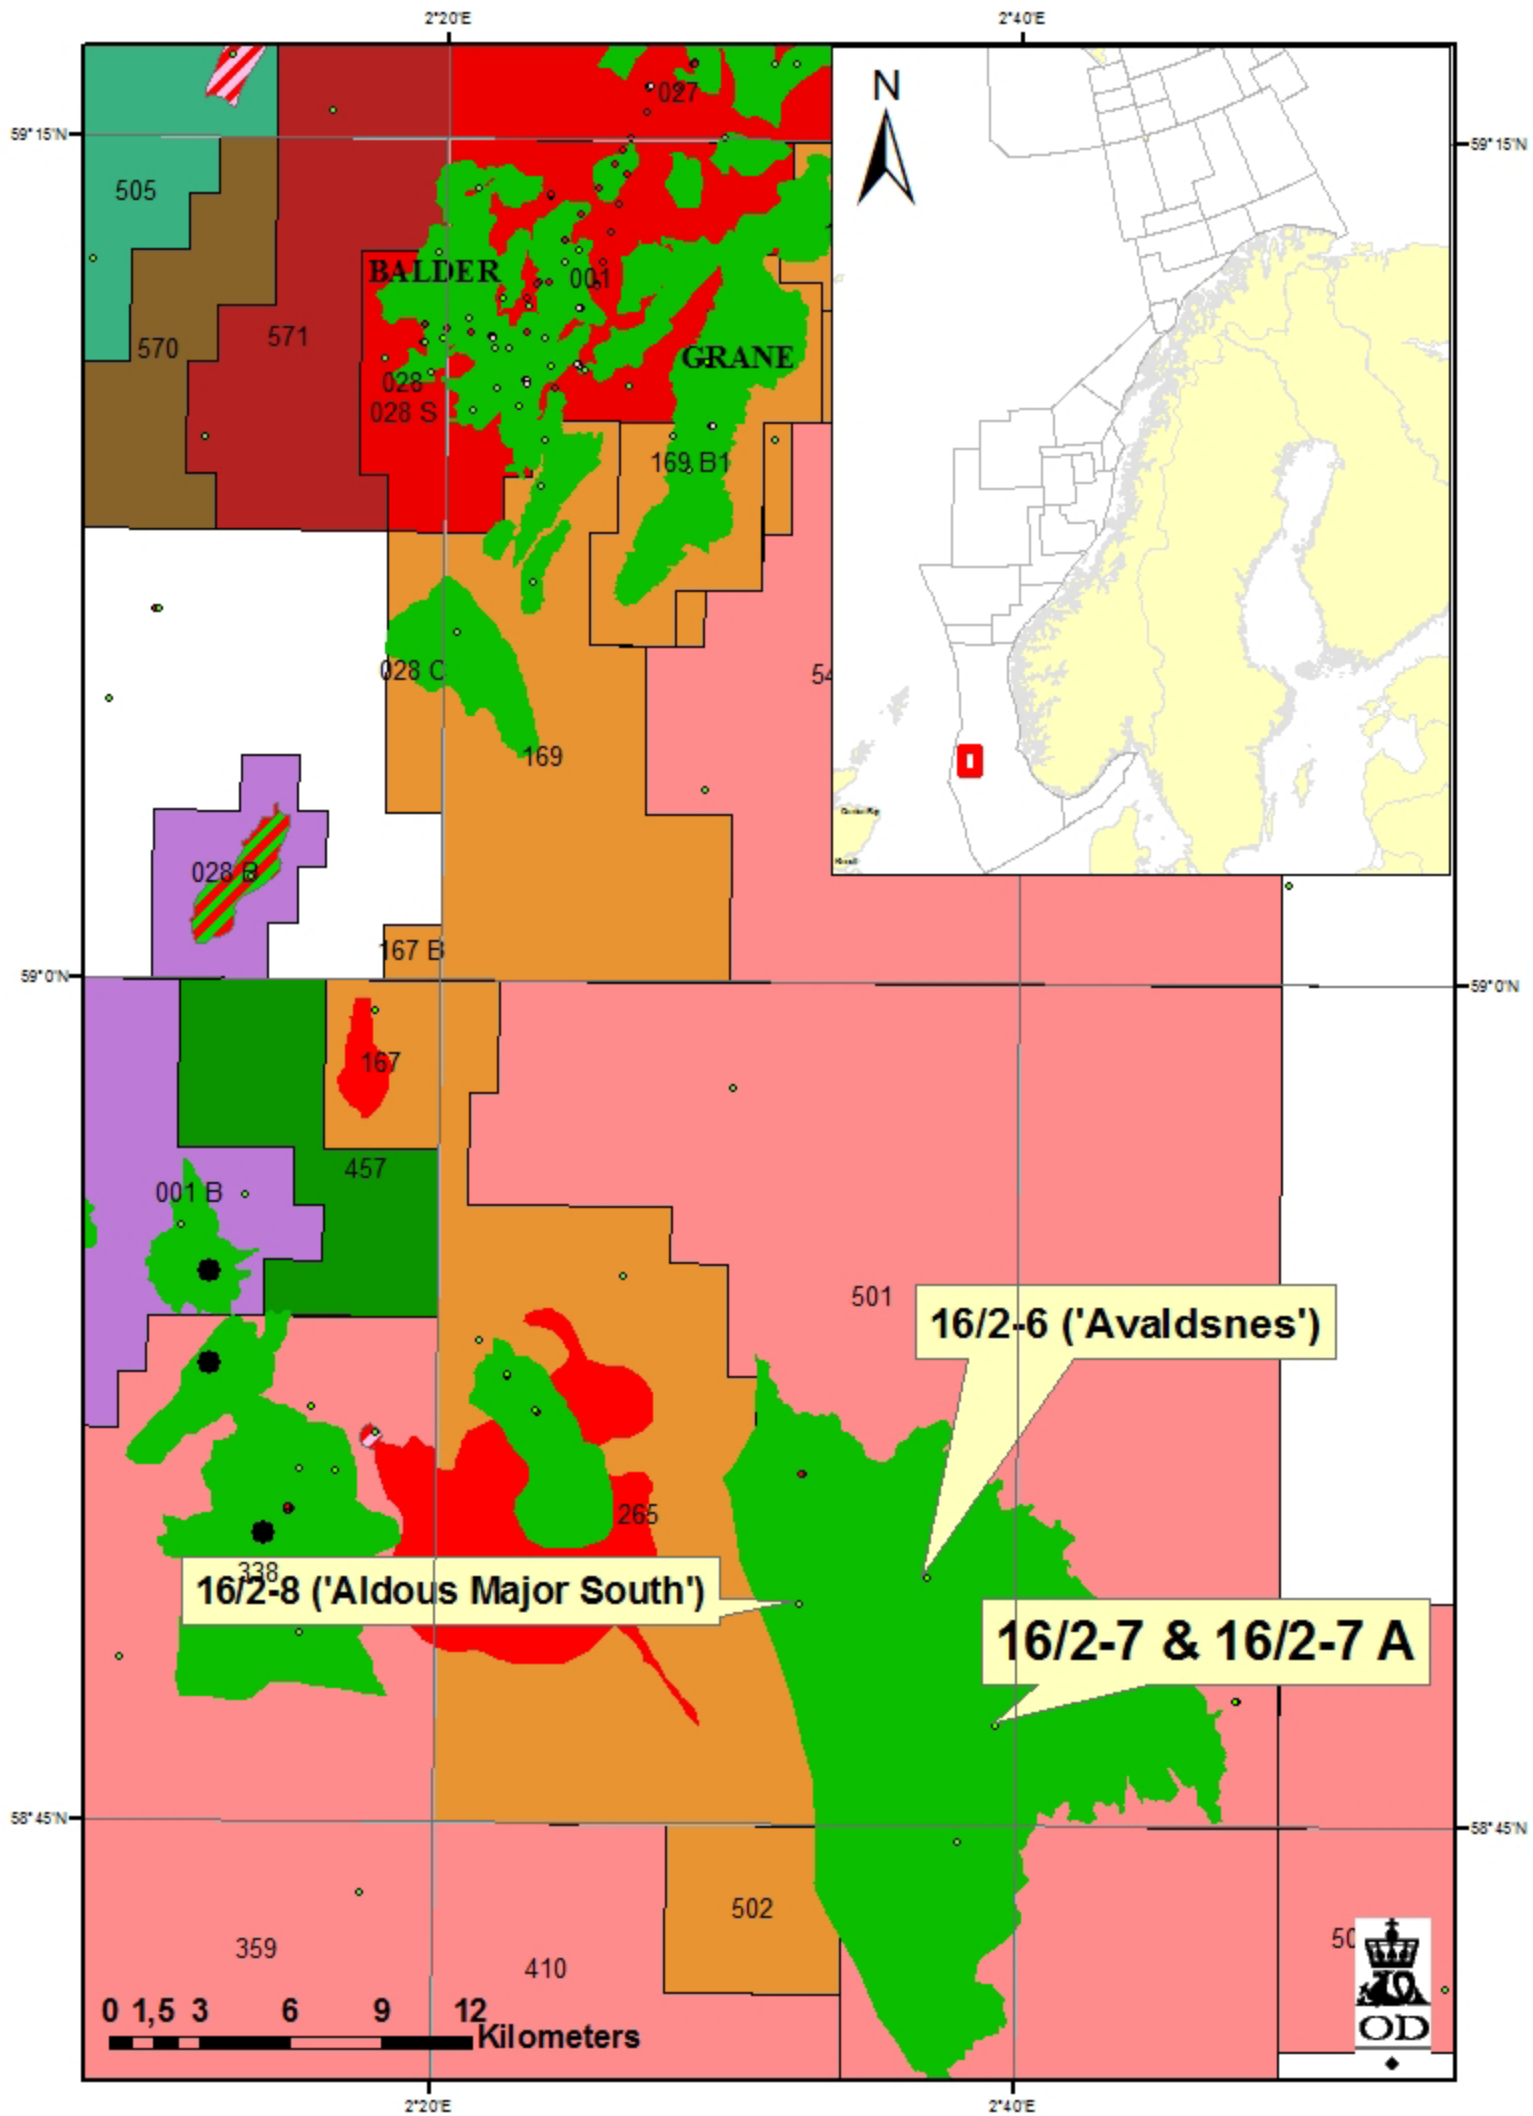 2°20'E
2°40'E
N
027
59°15'N
59°15'N
505
BALDER
001
571
570
GRANE
028
028 S
169 B1
028 C
54
169
028 B
167 B
59°0'N
59°0'N
167
457
001 B
501
16/2-6 ('Avaldsnes')
265
338
16/2-8 ('Aldous Major South')
16/2-7 & 16/2-7 A
58°45'N
58°45'N
502
359
410
50
0 1,5 3 6 9 12
Kilometers
OD
2°20'E
2°40'E